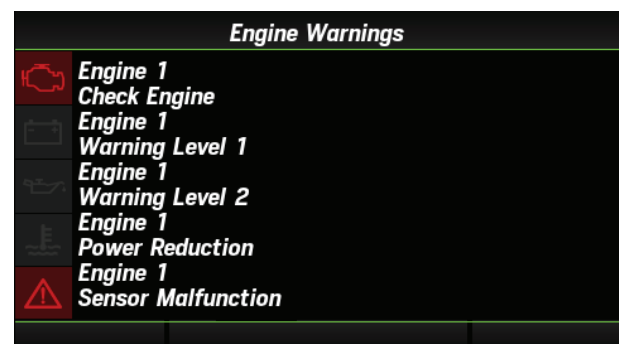 Engine Warnings
Engine 1
Check Engine
Engine 1
Warning Level 1
Engine 1
Warning Level 2
Engine 1
Power Reduction
Engine 1
Sensor Malfunction